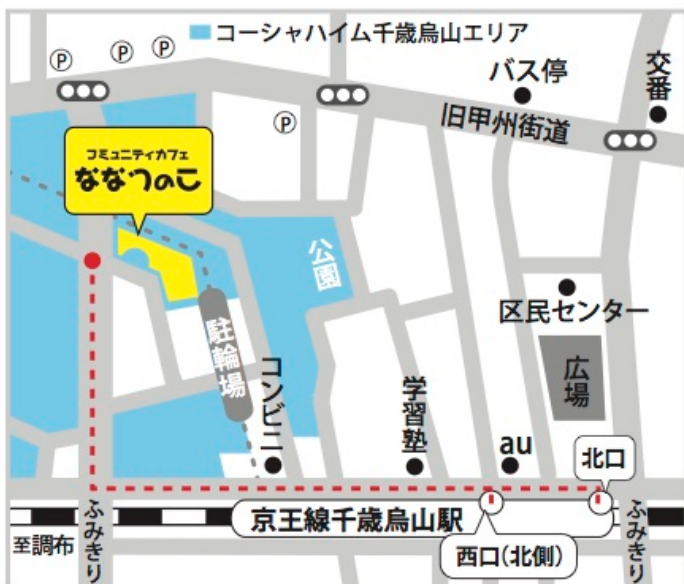 コーシャハイム千歳烏山エリア
Ⓟ
Ⓟ
Ⓟ
Ⓟ
バス停
交番
旧甲州街道
コミュニティカフェ
ななつのこ
公園
区民センター
広場
駐輪場
コンビニ
学習塾
au
北口
京王線千歳烏山駅
西口(北側)
ふみきり
ふみきり
至調布